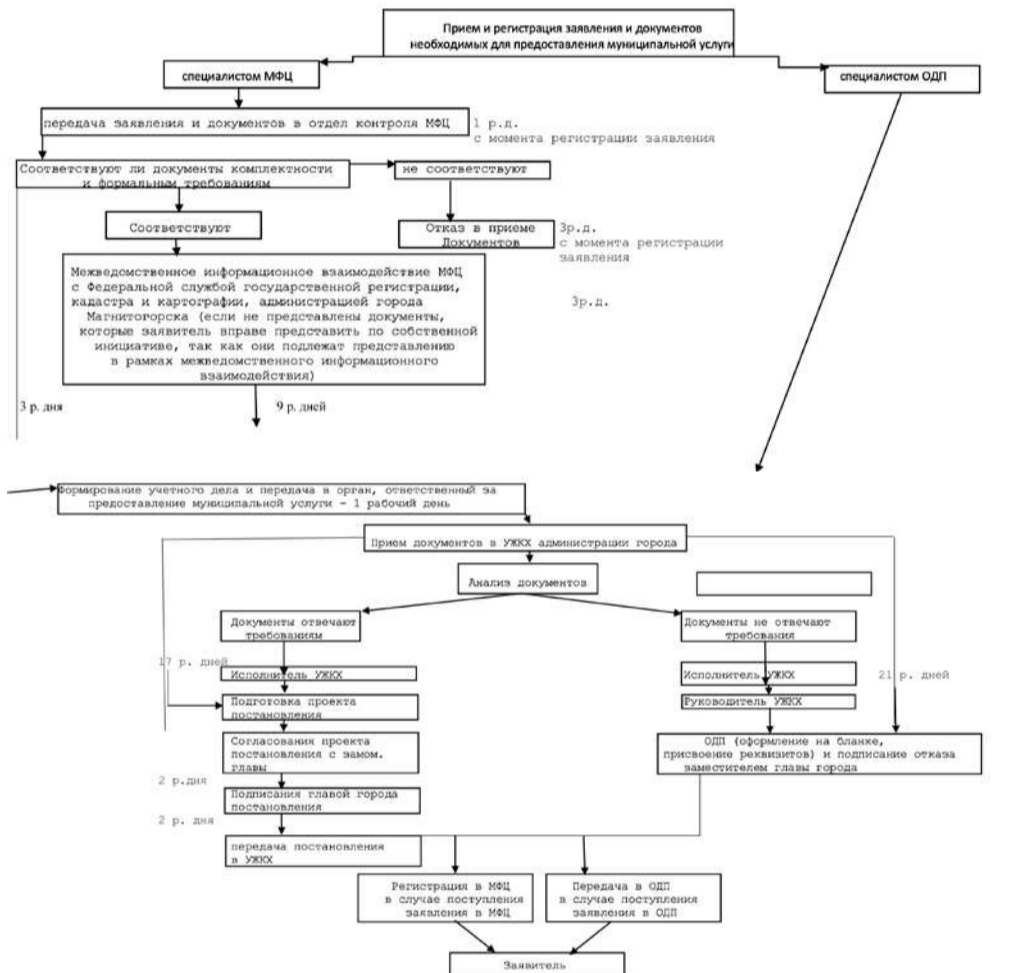 Прием и регистрация заявления и документов
необходимых для предоставления муниципальной услуги
специалистом МФЦ
специалистом ОДП
передача заявления и документов в отдел контроля МФЦ
1 р.д.
с момента регистрации заявления
Соответствуют ли документы комплектности
и формальным требованиям
не соответствуют
Соответствуют
Отказ в приеме
Документов
3р.д.
с момента регистрации
заявления
Межведомственное информационное взаимодействие МФЦ
с Федеральной службой государственной регистрации,
кадастра и картографии, администрацией города
Магнитогорска (если не представлены документы,
которые заявитель вправе представить по собственной
инициативе, так как они подлежат представлению
в рамках межведомственного информационного
взаимодействия)
3р.д.
3 р. дня
9 р. дней
Формирование учетного дела и передача в орган, ответственный за
предоставление муниципальной услуги – 1 рабочий день
Прием документов в УЖКХ администрации города
Анализ документов
Документы отвечают
требованиям
Документы не отвечают
требования
17 р. дней
Исполнитель УЖКХ
Исполнитель УЖКХ
21 р. дней
Подготовка проекта
постановления
Руководитель УЖКХ
Согласования проекта
постановления с замом.
главы
ОДП (оформление на бланке,
присвоение реквизитов) и подписание отказа
заместителем главы города
2 р.дня
Подписания главой города
постановления
2 р. дня
передача постановления
в УЖКХ
Регистрация в МФЦ
в случае поступления
заявления в МФЦ
Передача в ОДП
в случае поступления
заявления в ОДП
Заявитель